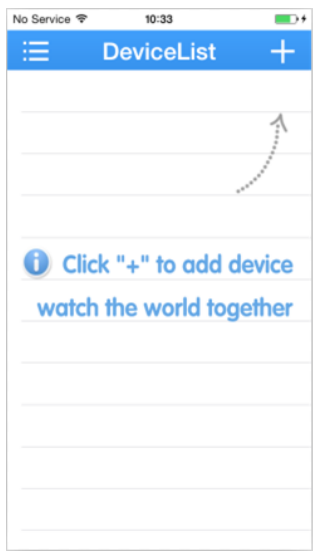 No Service 10:33
DeviceList
Click "+" to add device
watch the world together